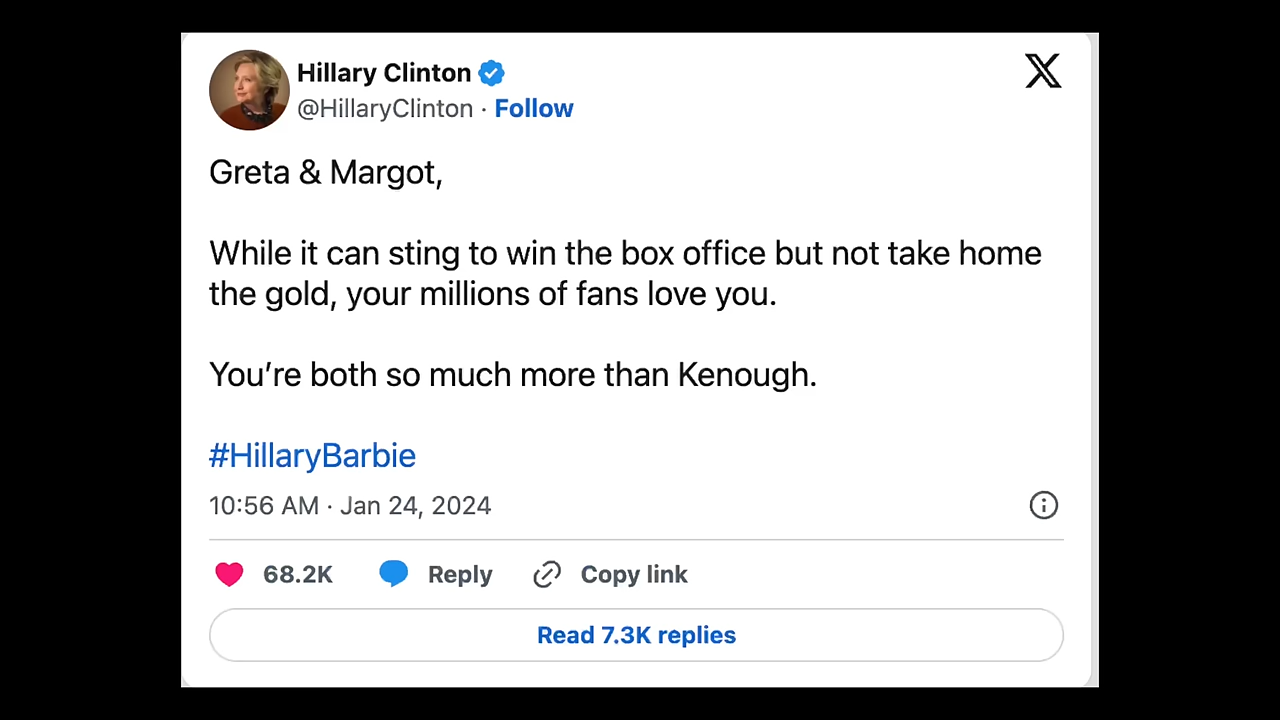 Hillary Clinton
@HillaryClinton · Follow
Greta & Margot,
While it can sting to win the box office but not take home
the gold, your millions of fans love you.
You’re both so much more than Kenough.
#HillaryBarbie
10:56 AM · Jan 24, 2024
68.2K Reply Copy link
Read 7.3K replies